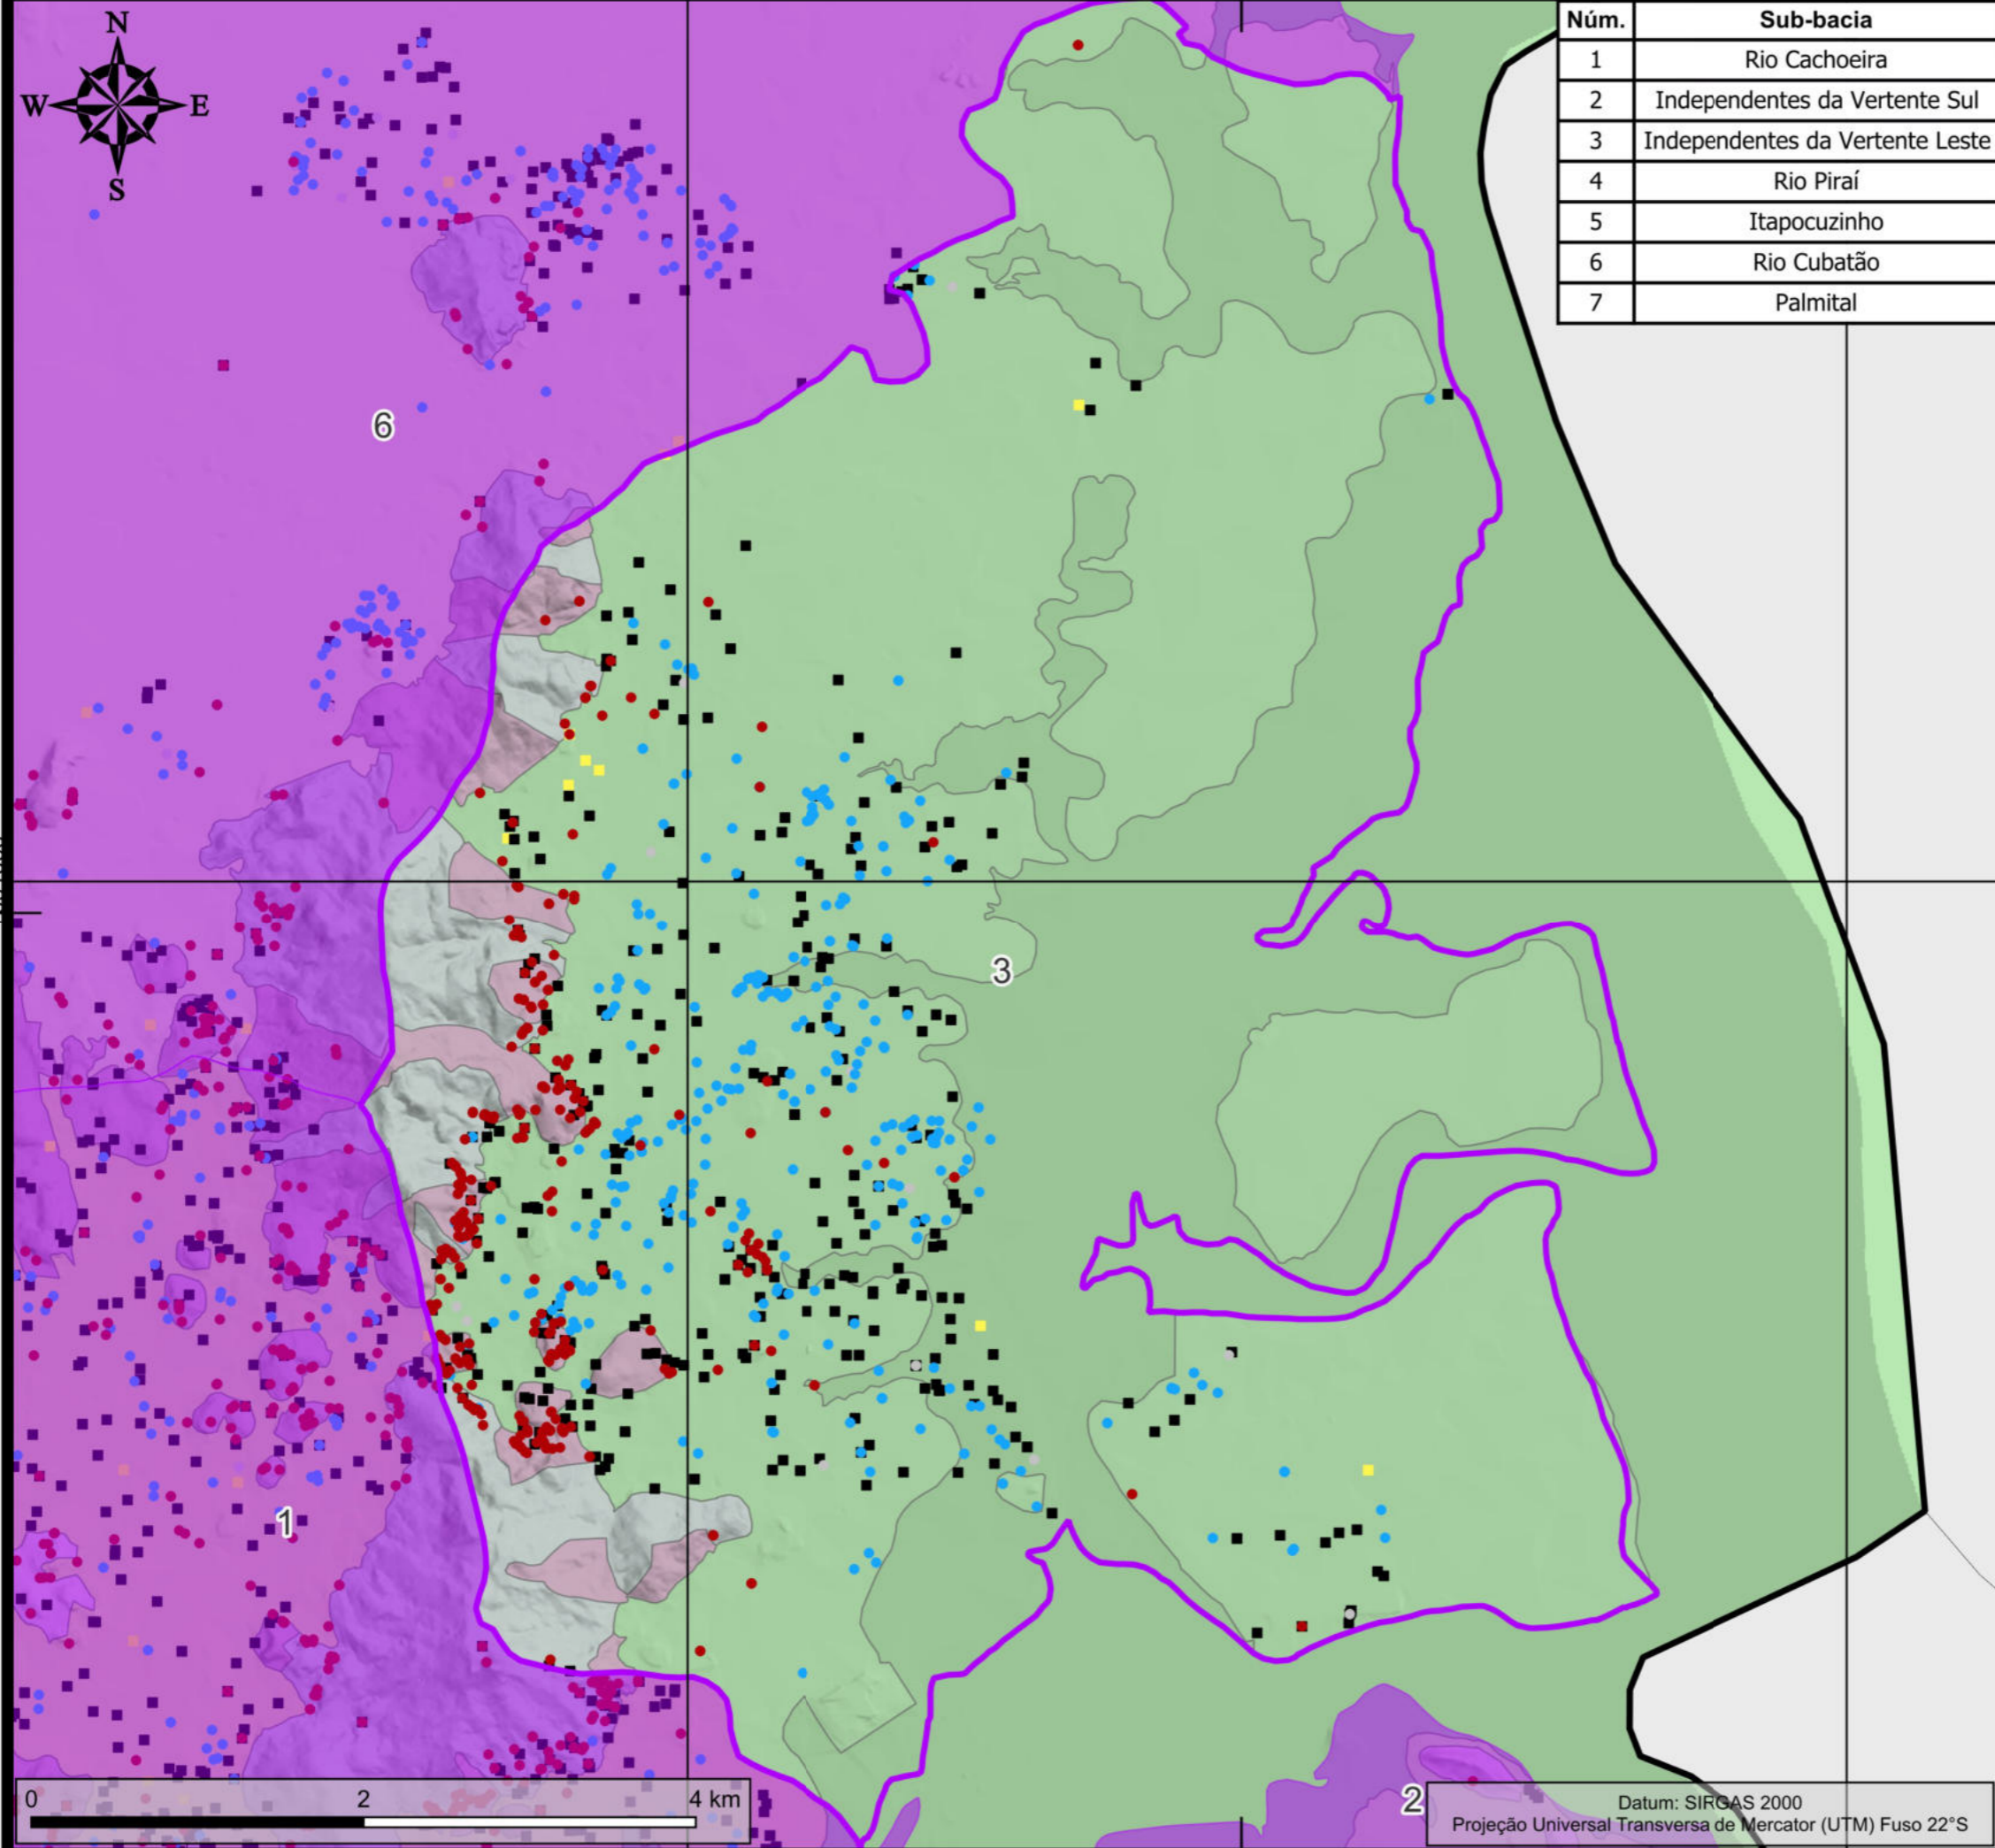 N
W E
S
Núm. Sub-bacia
1 Rio Cachoeira
2 Independentes da Vertente Sul
3 Independentes da Vertente Leste
4 Rio Piraí
5 Itapocuzinho
6 Rio Cubatão
7 Palmital
6
3
1
2
0 2 4 km
Datum: SIRGAS 2000
Projeção Universal Transversa de Mercator (UTM) Fuso 22°S